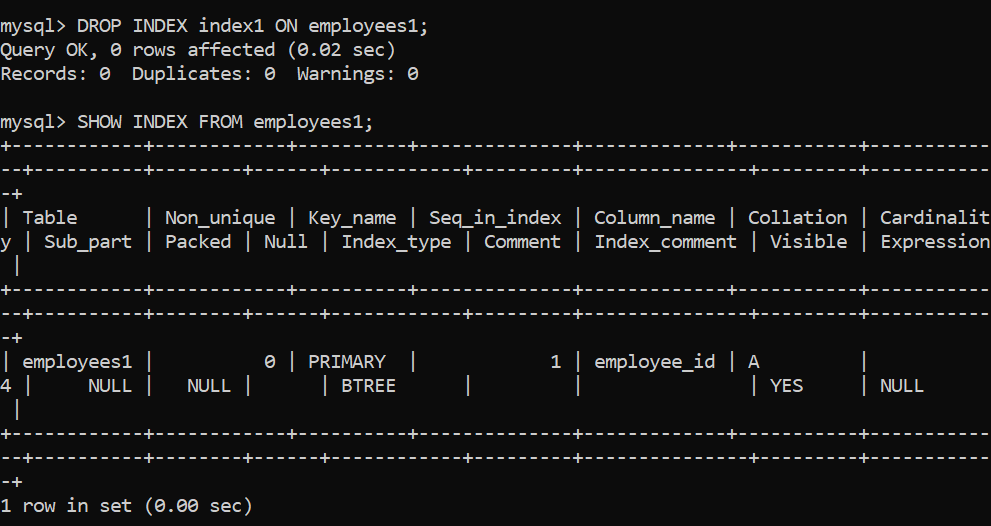 mysql> DROP INDEX index1 ON employees1;
Query OK, 0 rows affected (0.02 sec)
Records: 0  Duplicates: 0  Warnings: 0

mysql> SHOW INDEX FROM employees1;
+------------+------------+----------+--------------+-------------+-----------+-----------
--+----------+--------+------+------------+---------+---------------+---------+-----------
-+
| Table      | Non_unique | Key_name | Seq_in_index | Column_name | Collation | Cardinalit
y | Sub_part | Packed | Null | Index_type | Comment | Index_comment | Visible | Expression
 |
+------------+------------+----------+--------------+-------------+-----------+-----------
--+----------+--------+------+------------+---------+---------------+---------+-----------
-+
| employees1 |          0 | PRIMARY  |            1 | employee_id | A         |
4 |     NULL |   NULL |      | BTREE      |         |               | YES     | NULL
 |
+------------+------------+----------+--------------+-------------+-----------+-----------
--+----------+--------+------+------------+---------+---------------+---------+-----------
-+
1 row in set (0.00 sec)